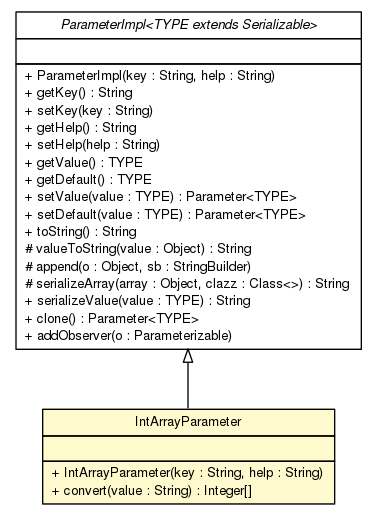 ParameterImpl<TYPE extends Serializable>
+ ParameterImpl(key : String, help : String)
+ getKey() : String
+ setKey(key : String)
+ getHelp() : String
+ setHelp(help : String)
+ getValue() : TYPE
+ getDefault() : TYPE
+ setValue(value : TYPE) : Parameter<TYPE>
+ setDefault(value : TYPE) : Parameter<TYPE>
+ toString() : String
# valueToString(value : Object) : String
# append(o : Object, sb : StringBuilder)
# serializeArray(array : Object, clazz : Class<>) : String
+ serializeValue(value : TYPE) : String
+ clone() : Parameter<TYPE>
+ addObserver(o : Parameterizable)
IntArrayParameter
+ IntArrayParameter(key : String, help : String)
+ convert(value : String) : Integer[]